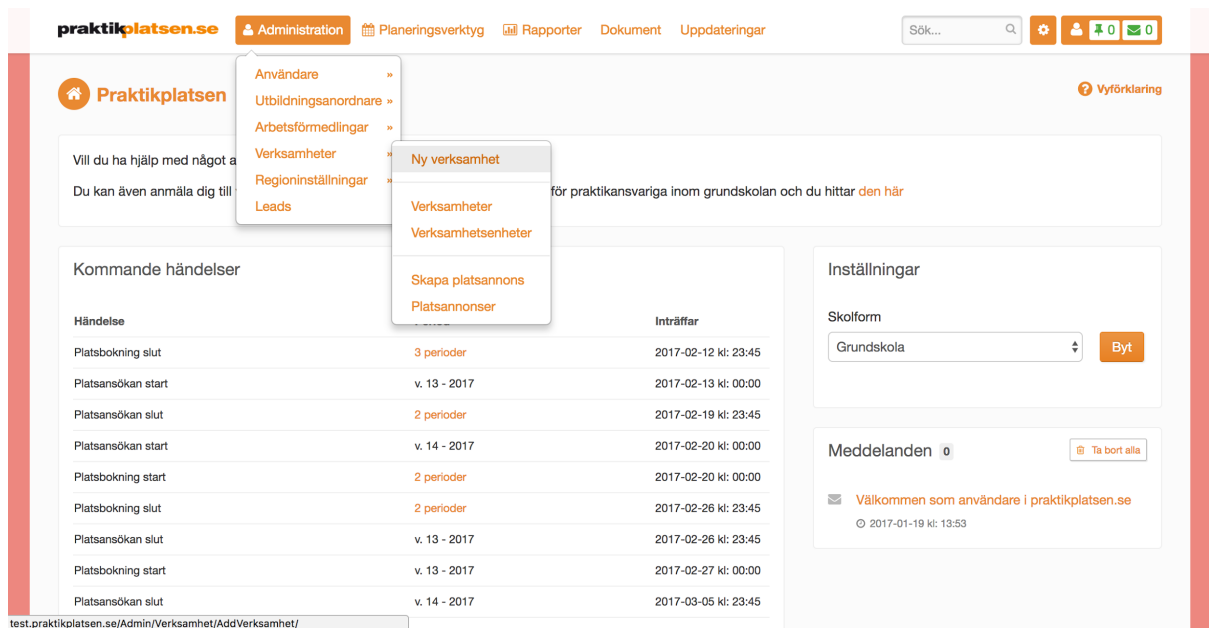 praktikplatsen.se Administration Planeringsverktyg Rapporter Dokument Uppdateringar Sök... 0 0
Användare »
Utbildningsanordnare »
Arbetsförmedlingar »
Verksamheter »
Regioninställningar »
Leads
Ny verksamhet
Verksamheter
Verksamhetsenheter
Skapa platsannons
Platsannonser
Praktikplatsen
Vyförklaring
Vill du ha hjälp med något a
Du kan även anmäla dig till för praktikansvariga inom grundskolan och du hittar den här
Kommande händelser
Händelse Inträffar
Platsbokning slut 3 perioder 2017-02-12 kl: 23:45
Platsansökan start v. 13 - 2017 2017-02-13 kl: 00:00
Platsansökan slut 2 perioder 2017-02-19 kl: 23:45
Platsansökan start v. 14 - 2017 2017-02-20 kl: 00:00
Platsbokning start 2 perioder 2017-02-20 kl: 00:00
Platsbokning slut 2 perioder 2017-02-26 kl: 23:45
Platsansökan slut v. 13 - 2017 2017-02-26 kl: 23:45
Platsbokning start v. 13 - 2017 2017-02-27 kl: 00:00
Platsansökan slut v. 14 - 2017 2017-03-05 kl: 23:45
Inställningar
Skolform
Grundskola Byt
Meddelanden 0 Ta bort alla
Välkommen som användare i praktikplatsen.se
2017-01-19 kl: 13:53
test.praktikplatsen.se/Admin/Verksamhet/AddVerksamhet/